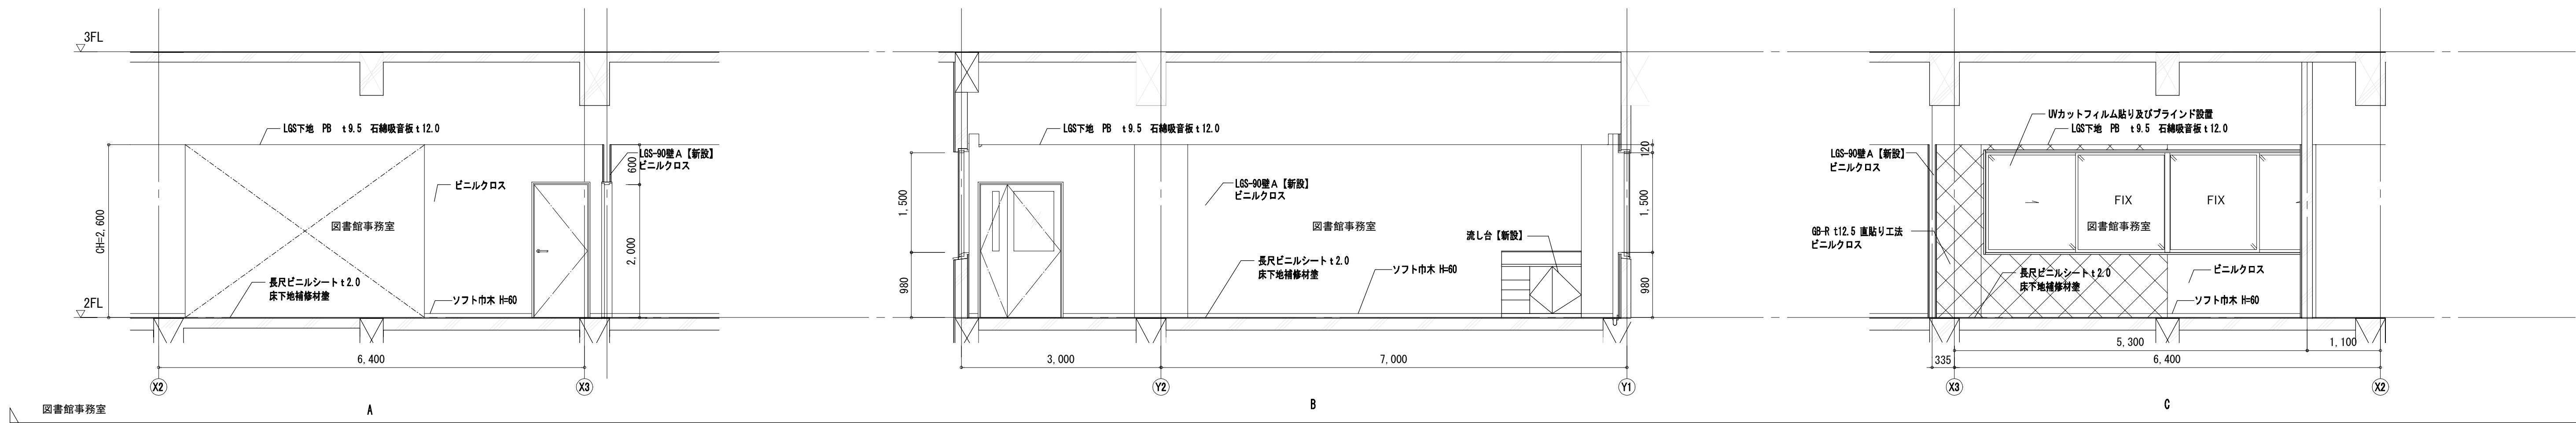 3FL
LGS下地 PB t9.5 石綿吸音板t12.0
LGS-90壁A【新設】
ビニルクロス
600
ビニルクロス
図書館事務室
CH=2,600
2,000
長尺ビニルシートt2.0
床下地補修材塗
ソフト巾木 H=60
2FL
6,400
X2
X3
図書館事務室
A
LGS下地 PB t9.5 石綿吸音板t12.0
120
LGS-90壁A【新設】
ビニルクロス
1,500
1,500
図書館事務室
流し台【新設】
長尺ビニルシートt2.0
床下地補修材塗
ソフト巾木 H=60
980
980
3,000
7,000
Y2
Y1
B
UVカットフィルム貼り及びブラインド設置
LGS下地 PB t9.5 石綿吸音板t12.0
LGS-90壁A【新設】
ビニルクロス
FIX
FIX
図書館事務室
GB-R t12.5 直貼り工法
ビニルクロス
長尺ビニルシートt2.0
床下地補修材塗
ビニルクロス
ソフト巾木 H=60
5,300
1,100
335
6,400
X3
X2
C